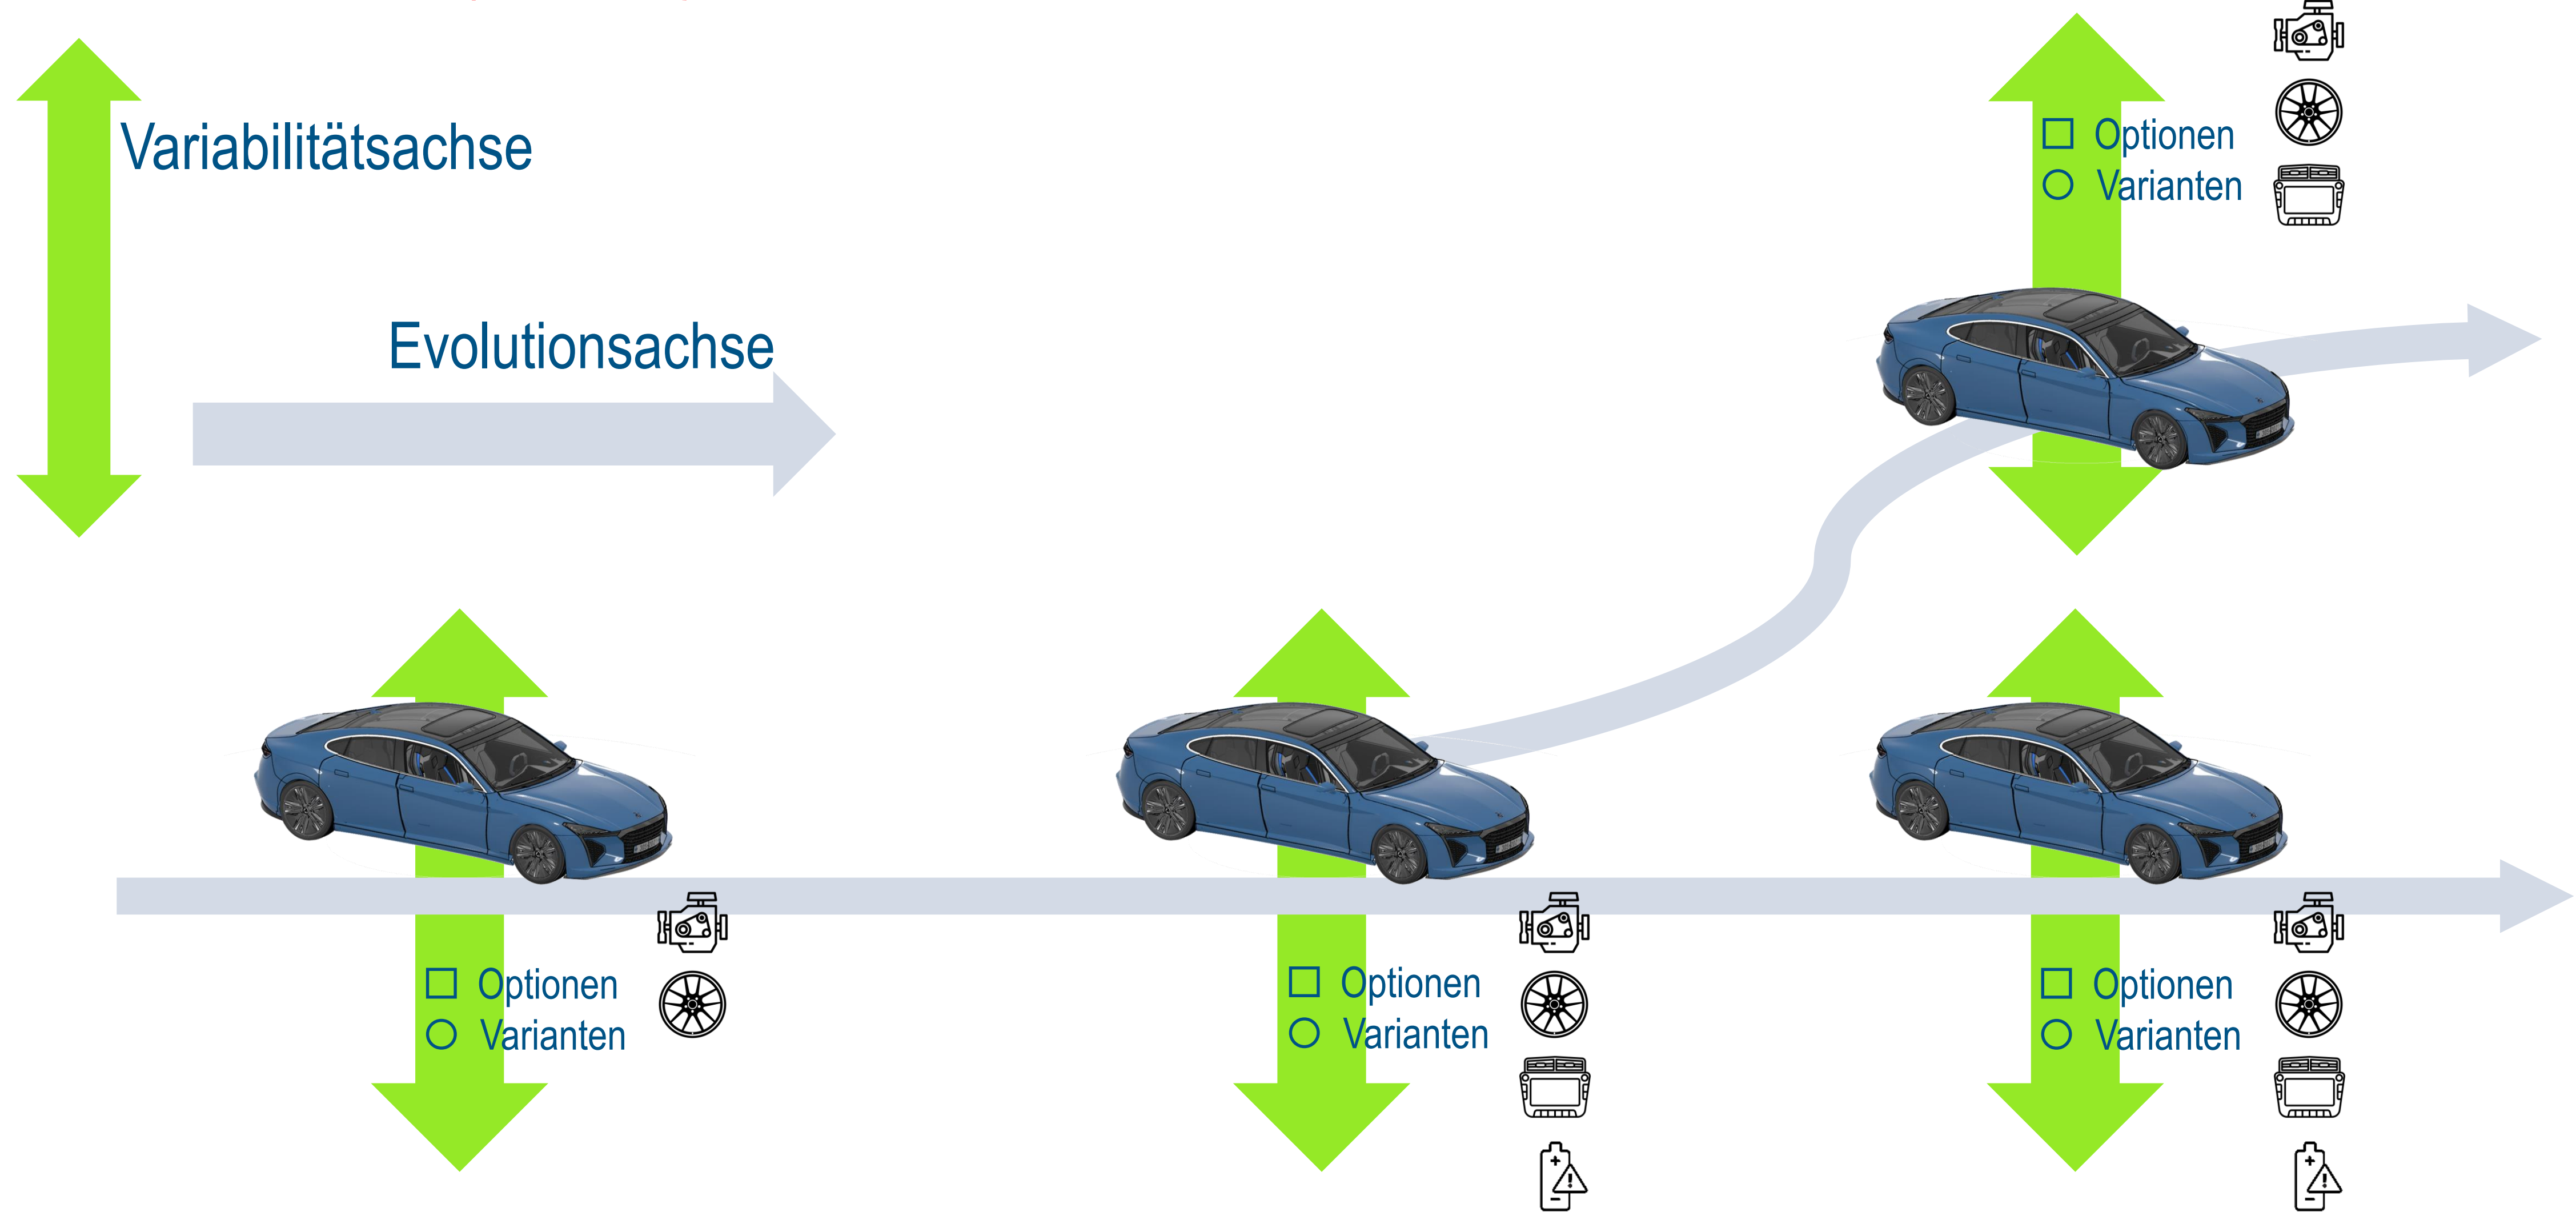 Variabilitätsachse
Optionen
Varianten
Evolutionsachse
Optionen
Varianten
Optionen
Varianten
Optionen
Varianten